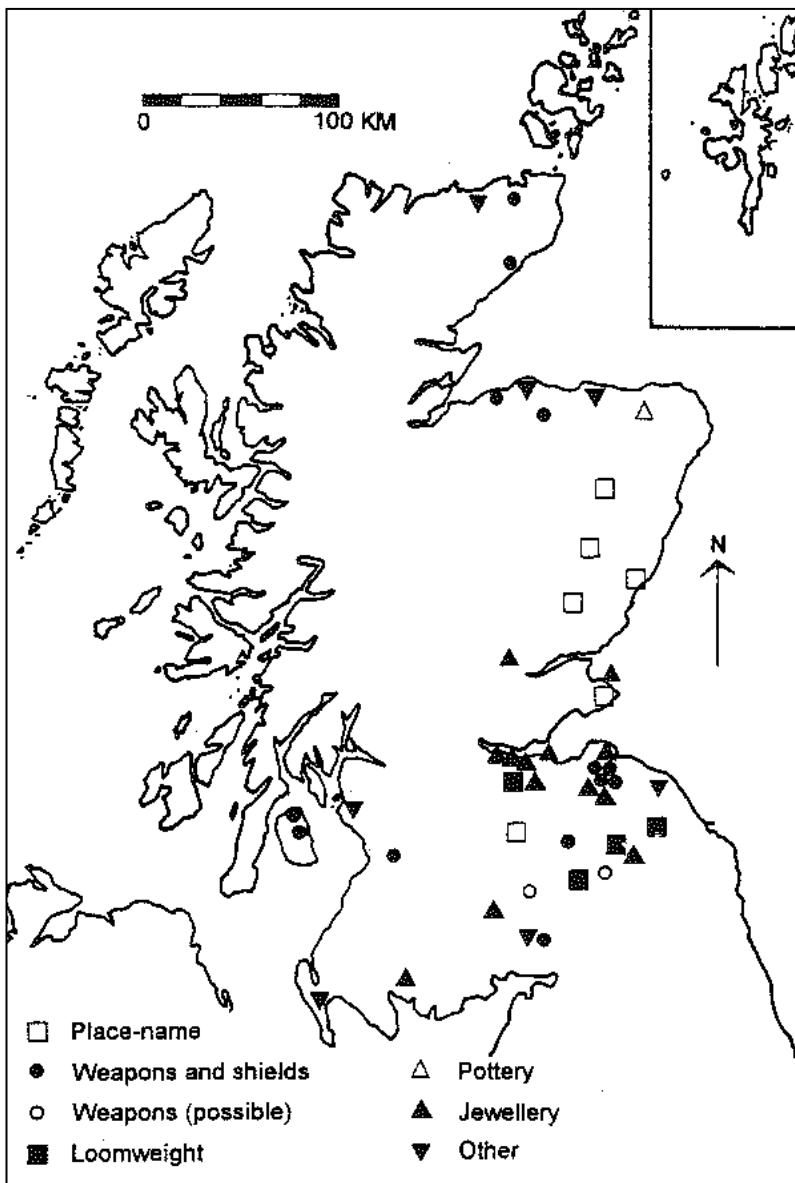 0 100 KM
N
Place-name
Weapons and shields
Weapons (possible)
Loomweight
Pottery
Jewellery
Other